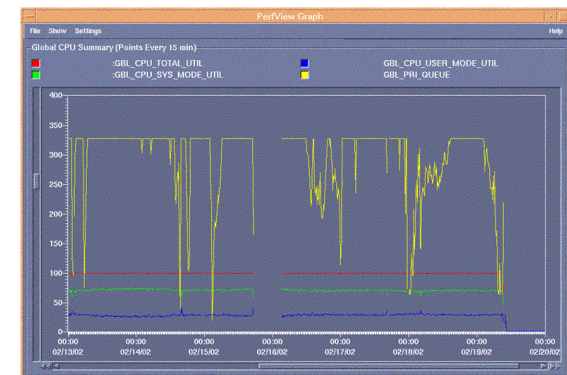 PerfView Graph
File Show Settings Help
Global CPU Summary (Points Every 15 min)
:GBL_CPU_TOTAL_UTIL GBL_CPU_USER_MODE_UTIL
:GBL_CPU_SYS_MODE_UTIL GBL_PRI_QUEUE
400
350
300
250
200
150
100
50
0
00:00 00:00 00:00 00:00 00:00 00:00 00:00 00:00
02/13/02 02/14/02 02/15/02 02/16/02 02/17/02 02/18/02 02/19/02 02/20/02